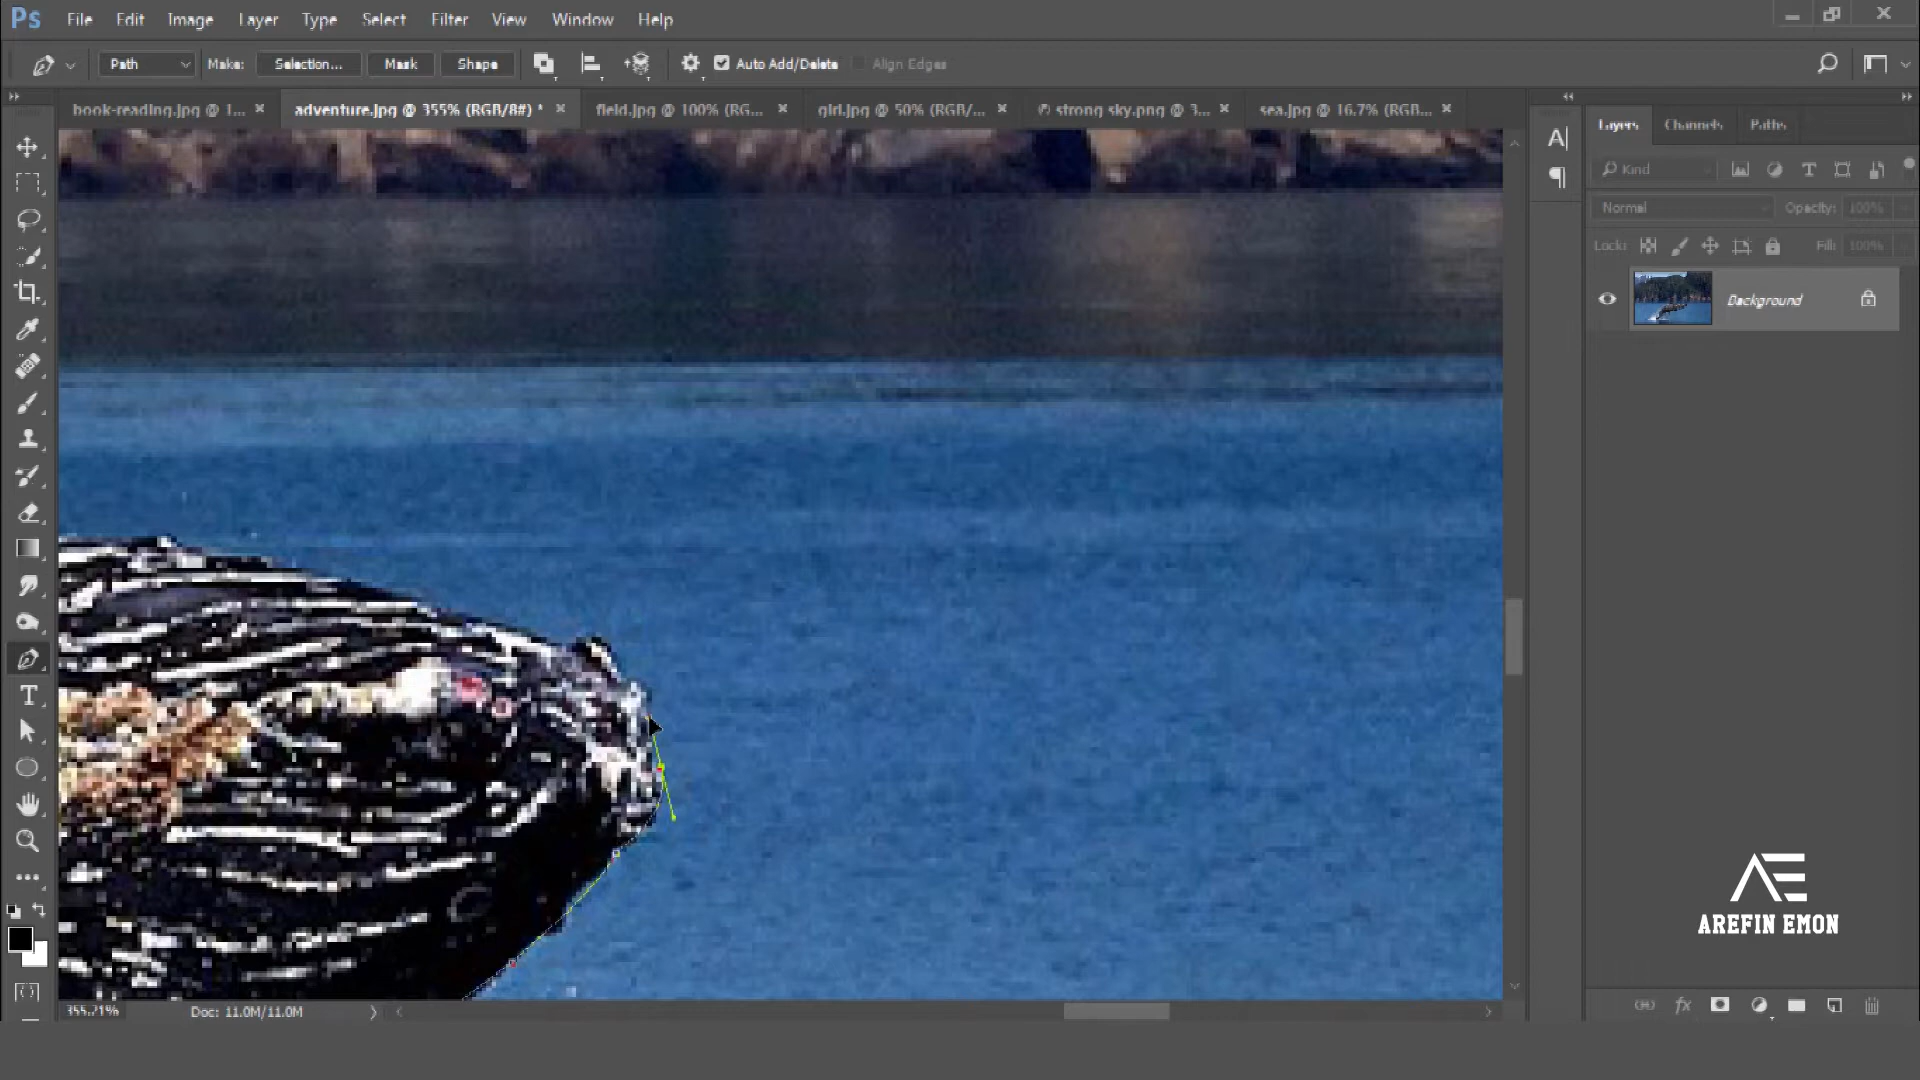 Ps File Edit Image Layer Type Select Filter View Window Help
Path Make: Selection... Mask Shape Auto Add/Delete Align Edges
book-reading.jpg @ 1... adventure.jpg @ 355% (RGB/8#) * field.jpg @ 100% (RG... girl.jpg @ 50% (RGB/... strong sky.png @ 3... sea.jpg @ 16.7% (RGB...
Layers Channels Paths
Kind
Normal Opacity: 100%
Lock: Fill: 100%
Background
AE
AREFIN EMON
355.21% Doc: 11.0M/11.0M